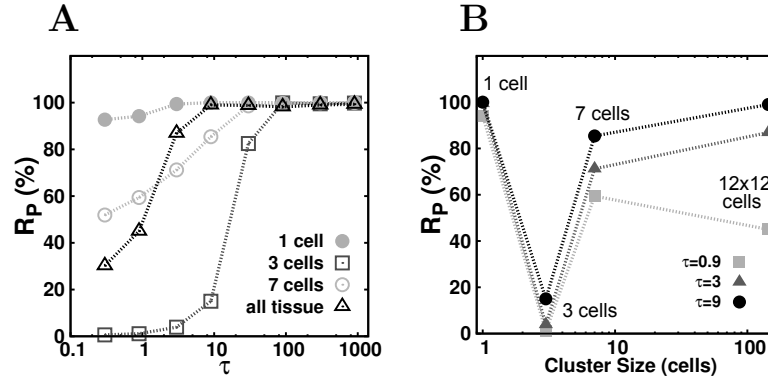 A
B
R_P (%)
100
80
60
40
20
0
0.1
1
10
100
1000
τ
1 cell
3 cells
7 cells
all tissue
R_P (%)
100
80
60
40
20
0
1
10
100
Cluster Size (cells)
1 cell
7 cells
12x12
cells
3 cells
τ=0.9
τ=3
τ=9